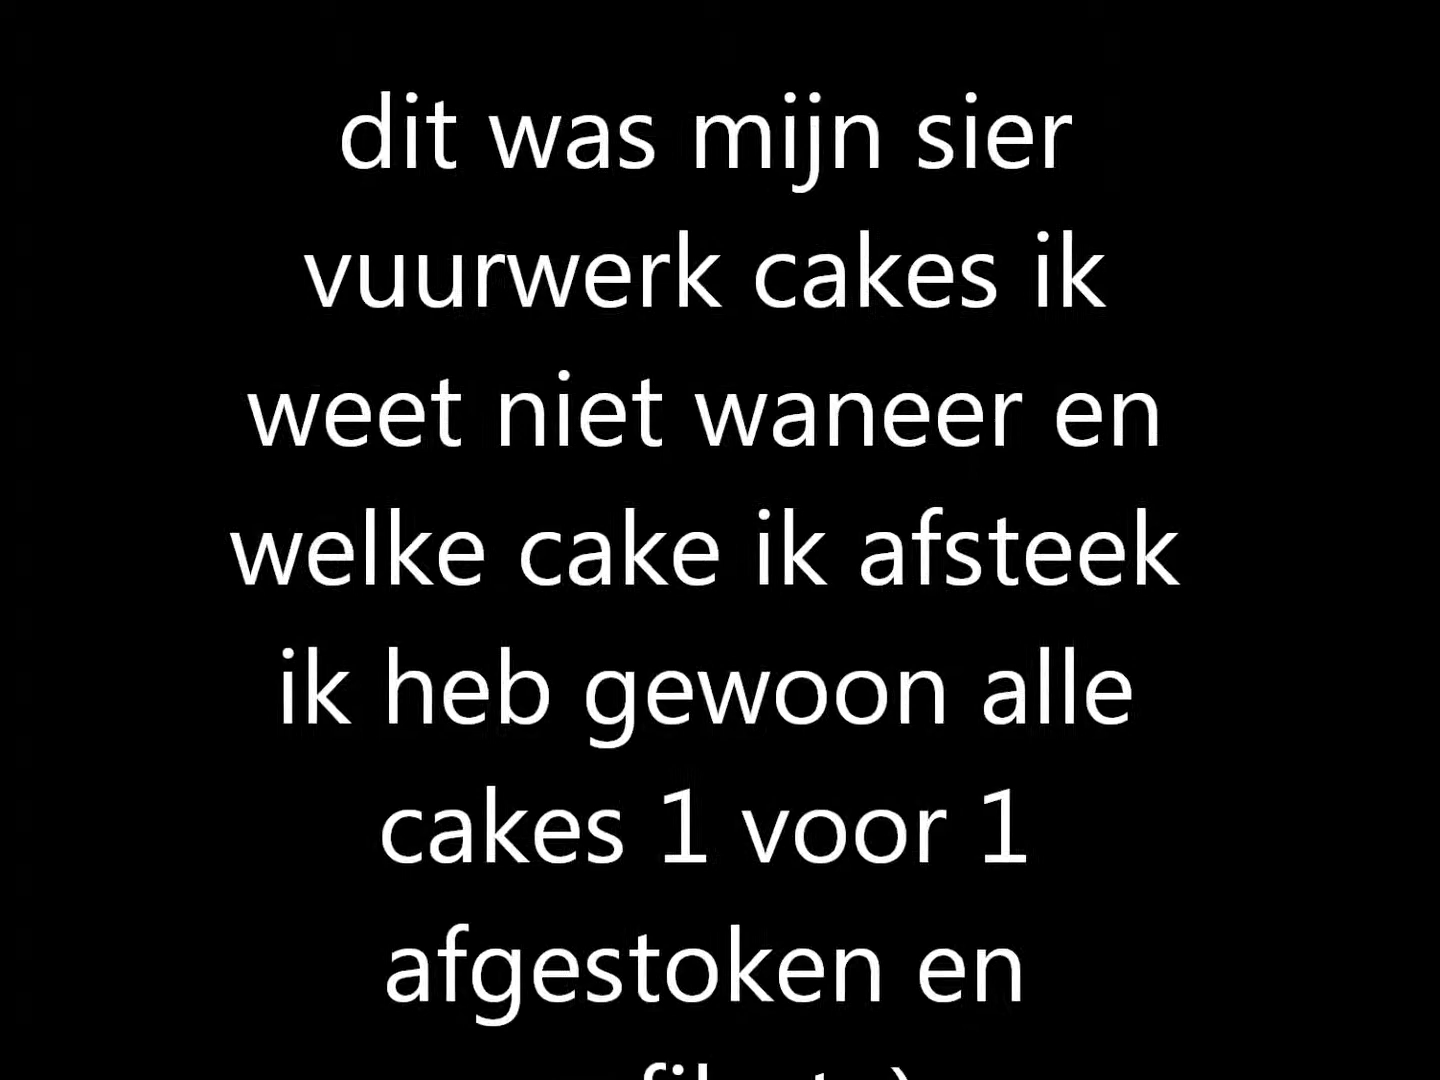 dit was mijn sier
vuurwerk cakes ik
weet niet waneer en
welke cake ik afsteek
ik heb gewoon alle
cakes 1 voor 1
afgestoken en